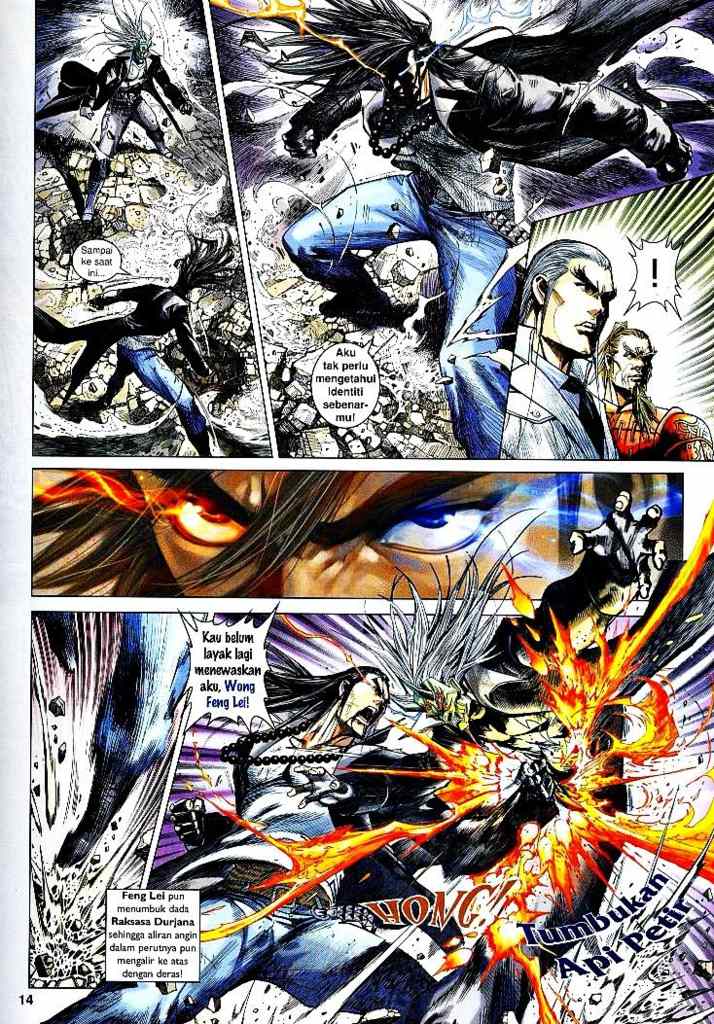 Sampai
ke saat
ini..
Aku
tak perlu
mengetahui
identiti
sebenar-
mu!
!
Kau belum
layak lagi
menewaskan
aku, Wong
Feng Lei!
Feng Lei pun
menumbuk dada
Raksasa Durjana
sehingga aliran angin
dalam perutnya pun
mengalir ke atas
dengan deras!
HONG!
Tumbukan
Api Petir
14